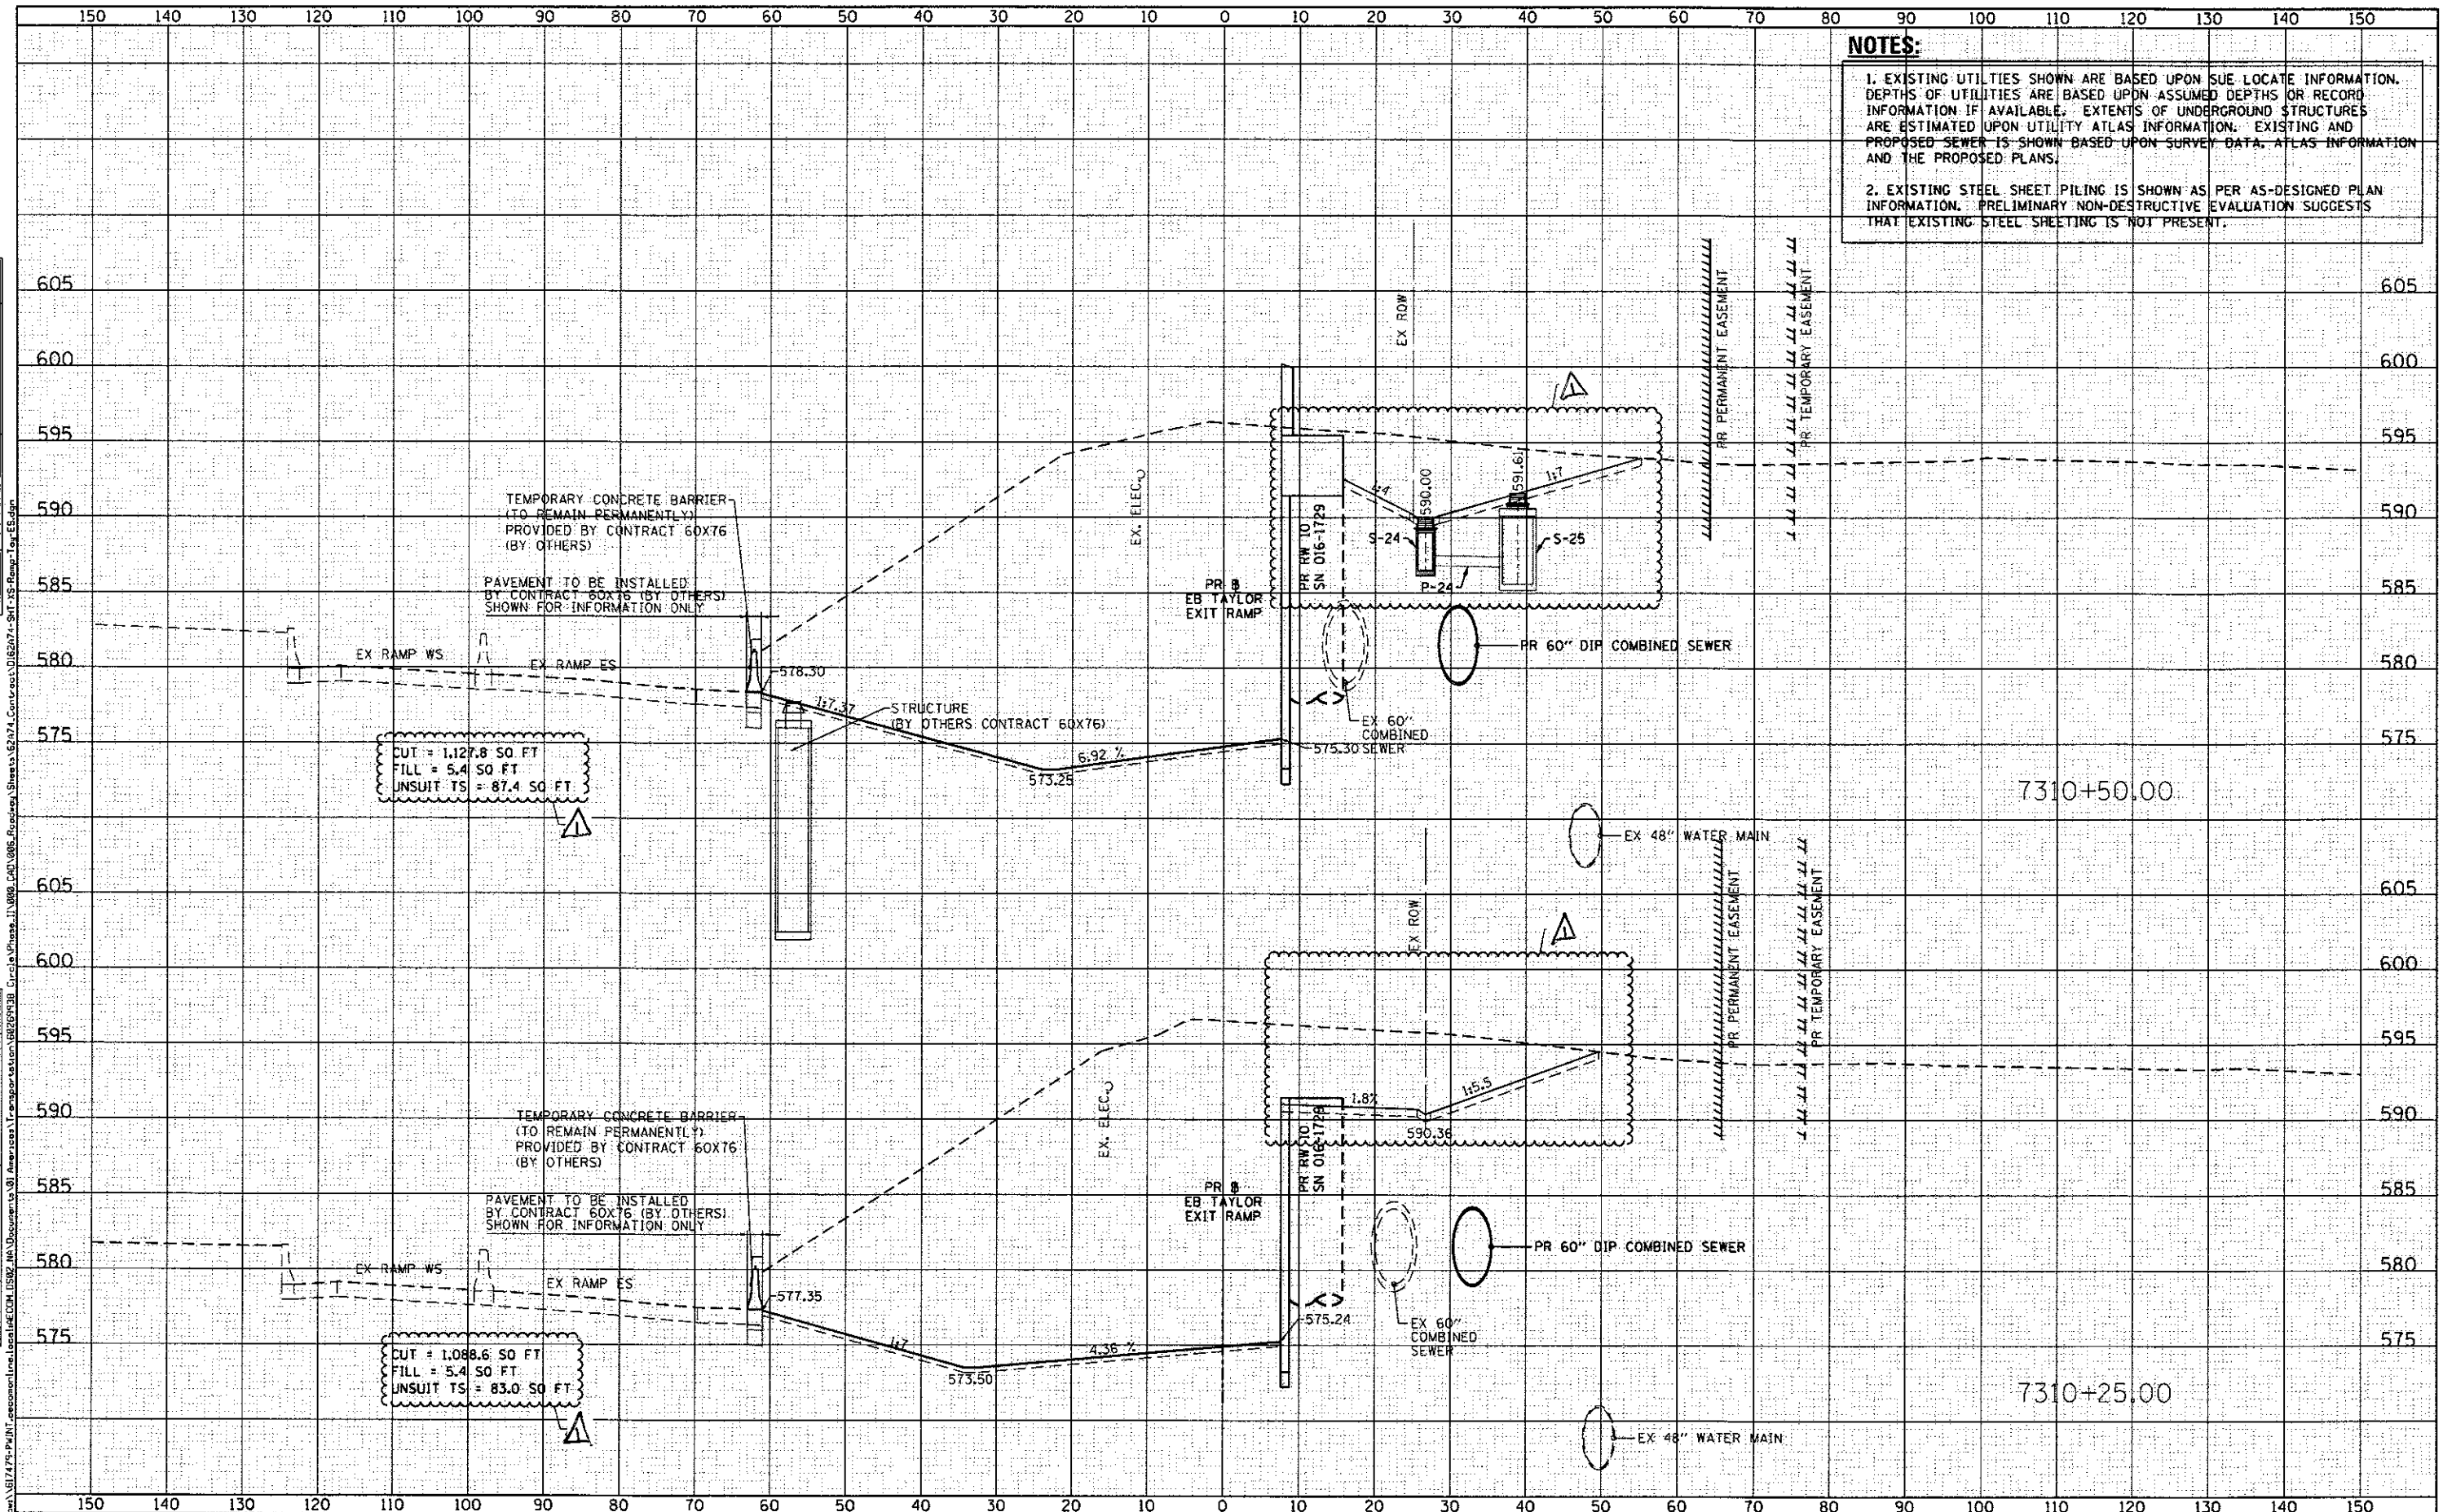 150 140 130 120 110 100 90 80 70 60 50 40 30 20 10 0 10 20 30 40 50 60 70 80 90 100 110 120 130 140 150
NOTES:
1. EXISTING UTILTIES SHOWN ARE BASED UPON SUE LOCATE INFORMATION.
DEPTHS OF UTILITIES ARE BASED UPON ASSUMED DEPTHS OR RECORD
INFORMATION IF AVAILABLE. EXTENTS OF UNDERGROUND STRUCTURES
ARE ESTIMATED UPON UTILITY ATLAS INFORMATION. EXISTING AND
PROPOSED SEWER IS SHOWN BASED UPON SURVEY DATA, ATLAS INFORMATION
AND THE PROPOSED PLANS.
2. EXISTING STEEL SHEET PILING IS SHOWN AS PER AS-DESIGNED PLAN
INFORMATION. PRELIMINARY NON-DESTRUCTIVE EVALUATION SUGGESTS
THAT EXISTING STEEL SHEETING IS NOT PRESENT.
605 605
600 600
595 595
590 590
585 585
580 580
575 575
EX ROW
PR PERMANENT EASEMENT
PR TEMPORARY EASEMENT
1
TEMPORARY CONCRETE BARRIER
(TO REMAIN PERMANENTLY)
PROVIDED BY CONTRACT 60X76
(BY OTHERS)
PAVEMENT TO BE INSTALLED
BY CONTRACT 60X76 (BY OTHERS)
SHOWN FOR INFORMATION ONLY
EX. ELEC.
PR RW 10
SN 016-1729
1:4
590.00
591.61
1:7
S-24
S-25
P-24
EB TAYLOR
EXIT RAMP
PR 60" DIP COMBINED SEWER
EX RAMP WS
EX RAMP ES
578.30
1:7.37
STRUCTURE
(BY OTHERS CONTRACT 60X76)
6.92 %
573.25
575.30
EX 60"
COMBINED
SEWER
CUT = 1,127.8 SQ FT
FILL = 5.4 SQ FT
UNSUIT TS = 87.4 SQ FT
1
7310+50.00
EX 48" WATER MAIN
605 605
600 600
595 595
590 590
585 585
580 580
575 575
EX ROW
PR PERMANENT EASEMENT
PR TEMPORARY EASEMENT
1
TEMPORARY CONCRETE BARRIER
(TO REMAIN PERMANENTLY)
PROVIDED BY CONTRACT 60X76
(BY OTHERS)
PAVEMENT TO BE INSTALLED
BY CONTRACT 60X76 (BY OTHERS)
SHOWN FOR INFORMATION ONLY
EX. ELEC.
PR RW 10
SN 016-1729
1.8%
590.36
1:5.5
EB TAYLOR
EXIT RAMP
PR 60" DIP COMBINED SEWER
EX RAMP WS
EX RAMP ES
577.35
1:7
4.36 %
573.50
575.24
EX 60"
COMBINED
SEWER
CUT = 1,088.6 SQ FT
FILL = 5.4 SQ FT
UNSUIT TS = 83.0 SQ FT
1
7310+25.00
EX 48" WATER MAIN
150 140 130 120 110 100 90 80 70 60 50 40 30 20 10 0 10 20 30 40 50 60 70 80 90 100 110 120 130 140 150